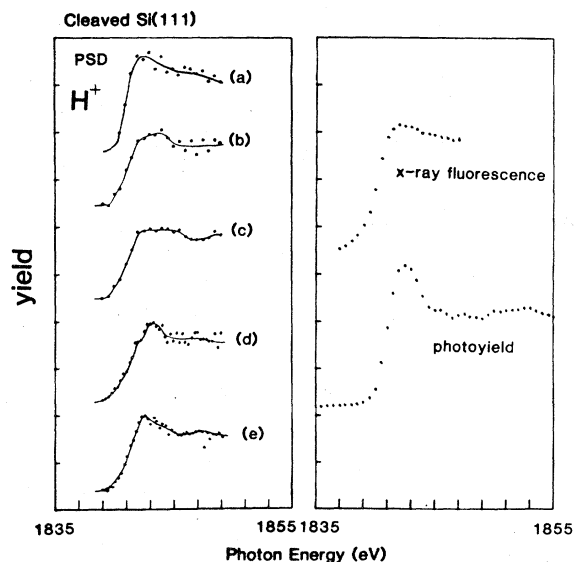 Cleaved Si(111)
PSD
H+
(a)
(b)
(c)
(d)
(e)
yield
x-ray fluorescence
photoyield
1835
1855
1835
1855
Photon Energy (eV)